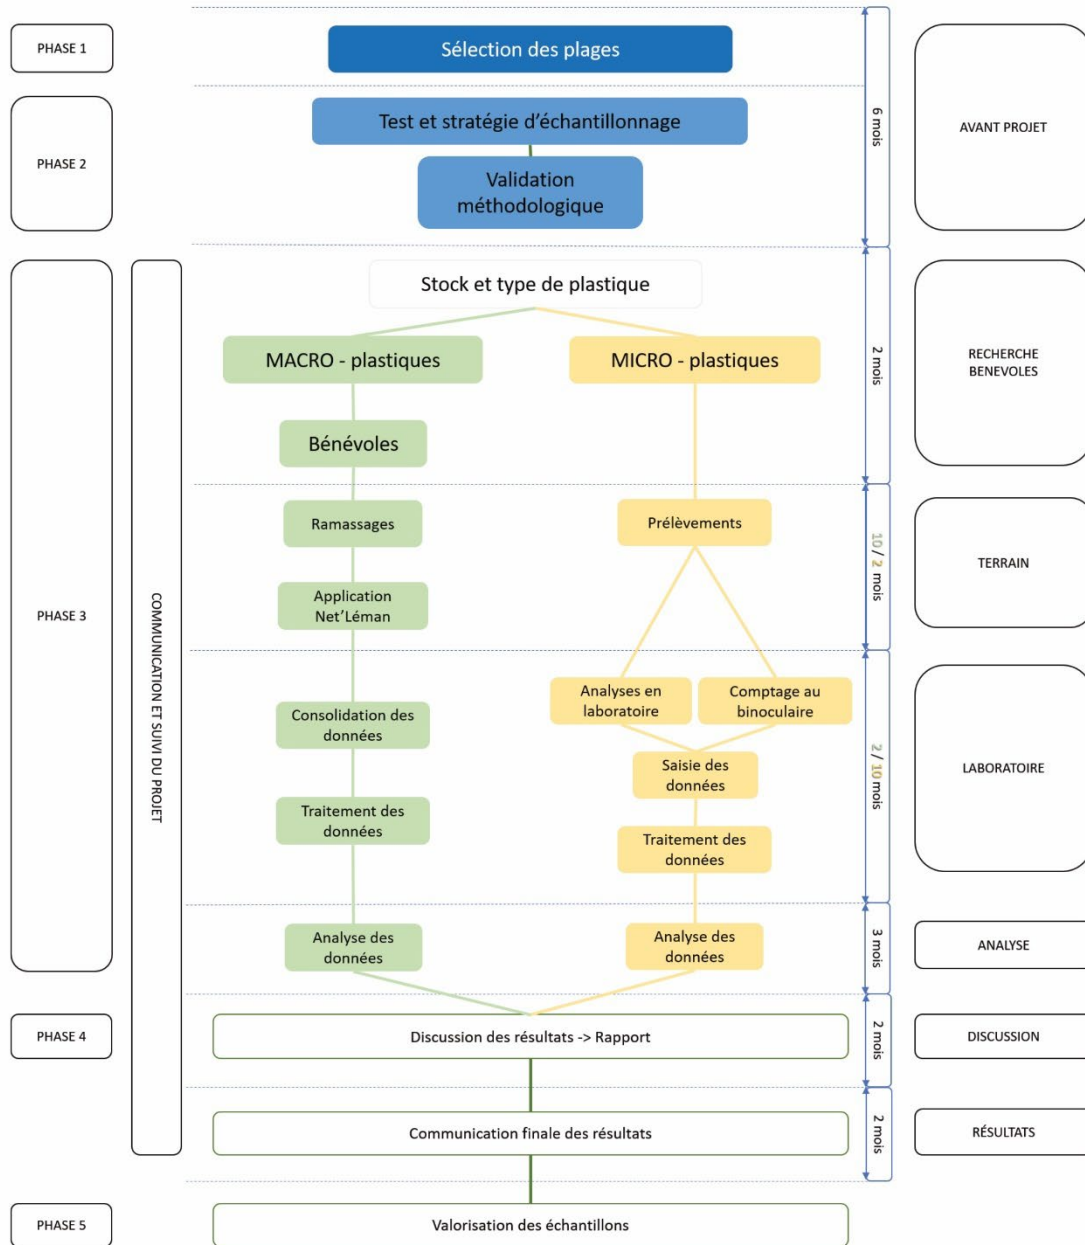 PHASE 1
Sélection des plages
PHASE 2
Test et stratégie d'échantillonnage
Validation
méthodologique
6 mois
AVANT PROJET
PHASE 3
COMMUNICATION ET SUIVI DU PROJET
Stock et type de plastique
MACRO - plastiques
MICRO - plastiques
Bénévoles
2 mois
RECHERCHE
BENEVOLES
Ramassages
Prélèvements
Application
Net'Léman
10 / 2 mois
TERRAIN
Analyses en
laboratoire
Comptage au
binoculaire
Consolidation des
données
Saisie des
données
Traitement des
données
Traitement des
données
2 / 10 mois
LABORATOIRE
Analyse des
données
Analyse des
données
3 mois
ANALYSE
PHASE 4
Discussion des résultats -> Rapport
2 mois
DISCUSSION
Communication finale des résultats
2 mois
RÉSULTATS
PHASE 5
Valorisation des échantillons